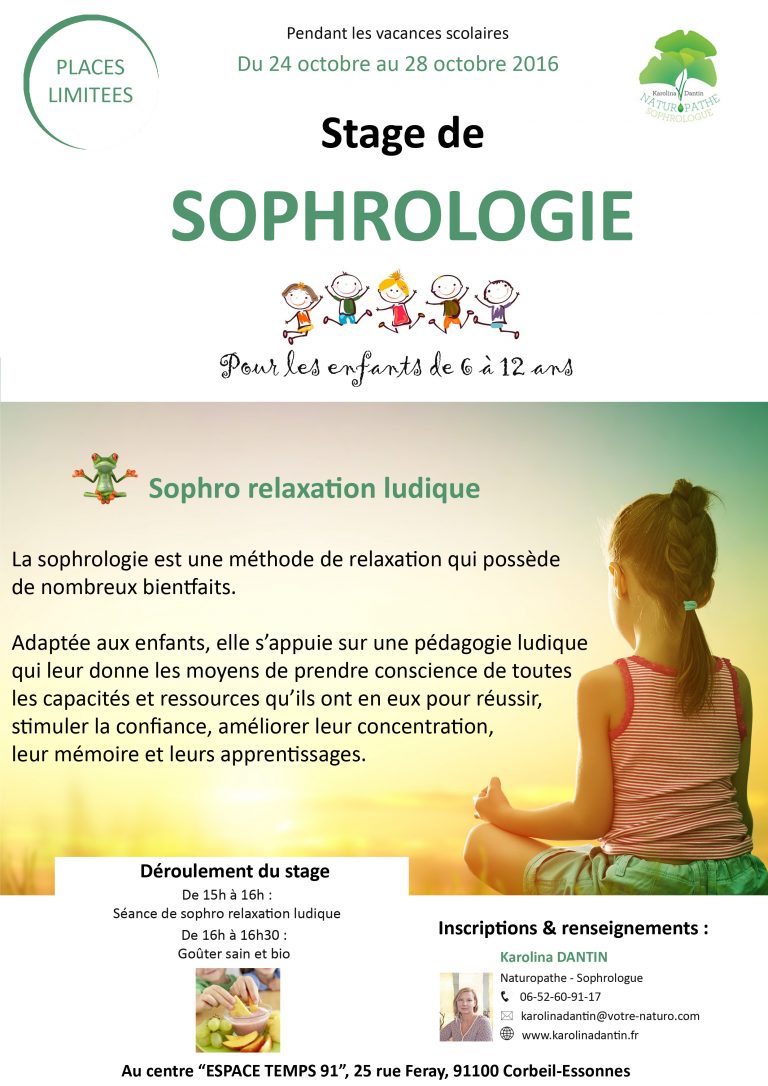 PLACES
LIMITEES
Pendant les vacances scolaires
Du 24 octobre au 28 octobre 2016
Karolina Dantin
NATUROPATHE
SOPHROLOGUE
Stage de
SOPHROLOGIE
Pour les enfants de 6 à 12 ans
Sophro relaxation ludique
La sophrologie est une méthode de relaxation qui possède
de nombreux bientfaits.
Adaptée aux enfants, elle s’appuie sur une pédagogie ludique
qui leur donne les moyens de prendre conscience de toutes
les capacités et ressources qu’ils ont en eux pour réussir,
stimuler la confiance, améliorer leur concentration,
leur mémoire et leurs apprentissages.
Déroulement du stage
De 15h à 16h :
Séance de sophro relaxation ludique
De 16h à 16h30 :
Goûter sain et bio
Inscriptions & renseignements :
Karolina DANTIN
Naturopathe - Sophrologue
06-52-60-91-17
karolinadantin@votre-naturo.com
www.karolinadantin.fr
Au centre “ESPACE TEMPS 91”, 25 rue Feray, 91100 Corbeil-Essonnes